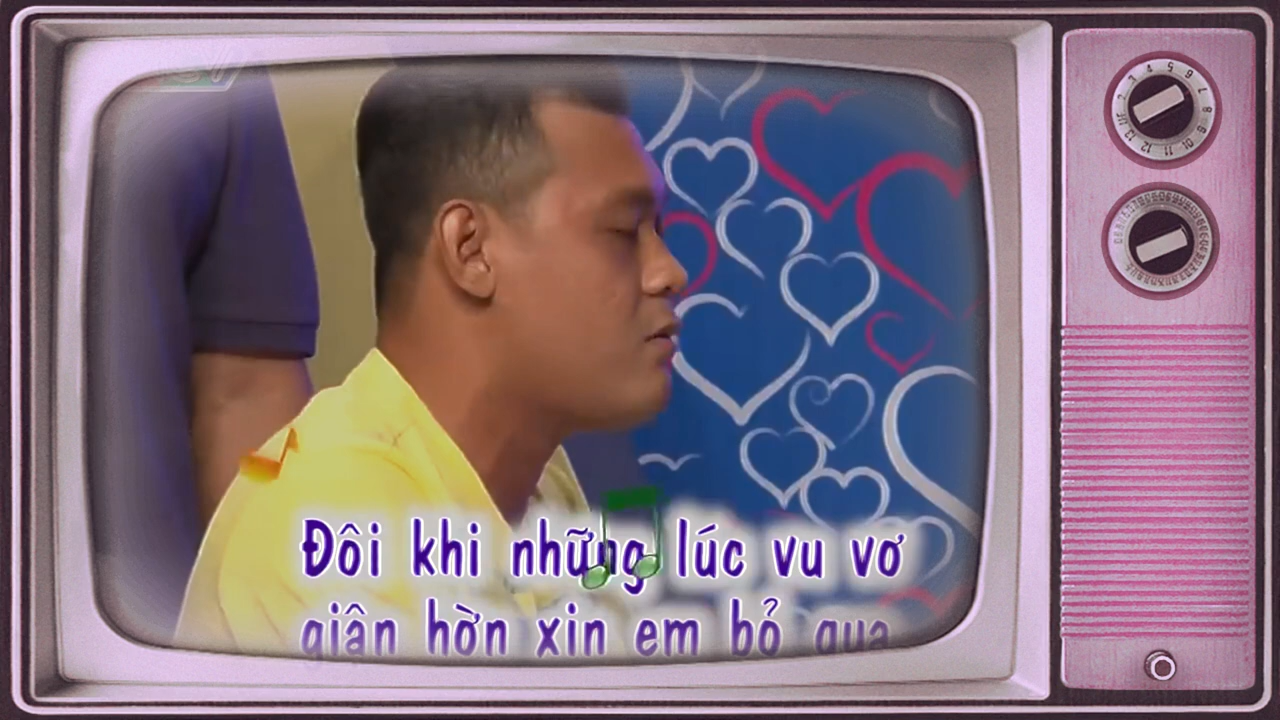 Đôi khi những lúc vu vơ
giận hờn xin em bỏ qua